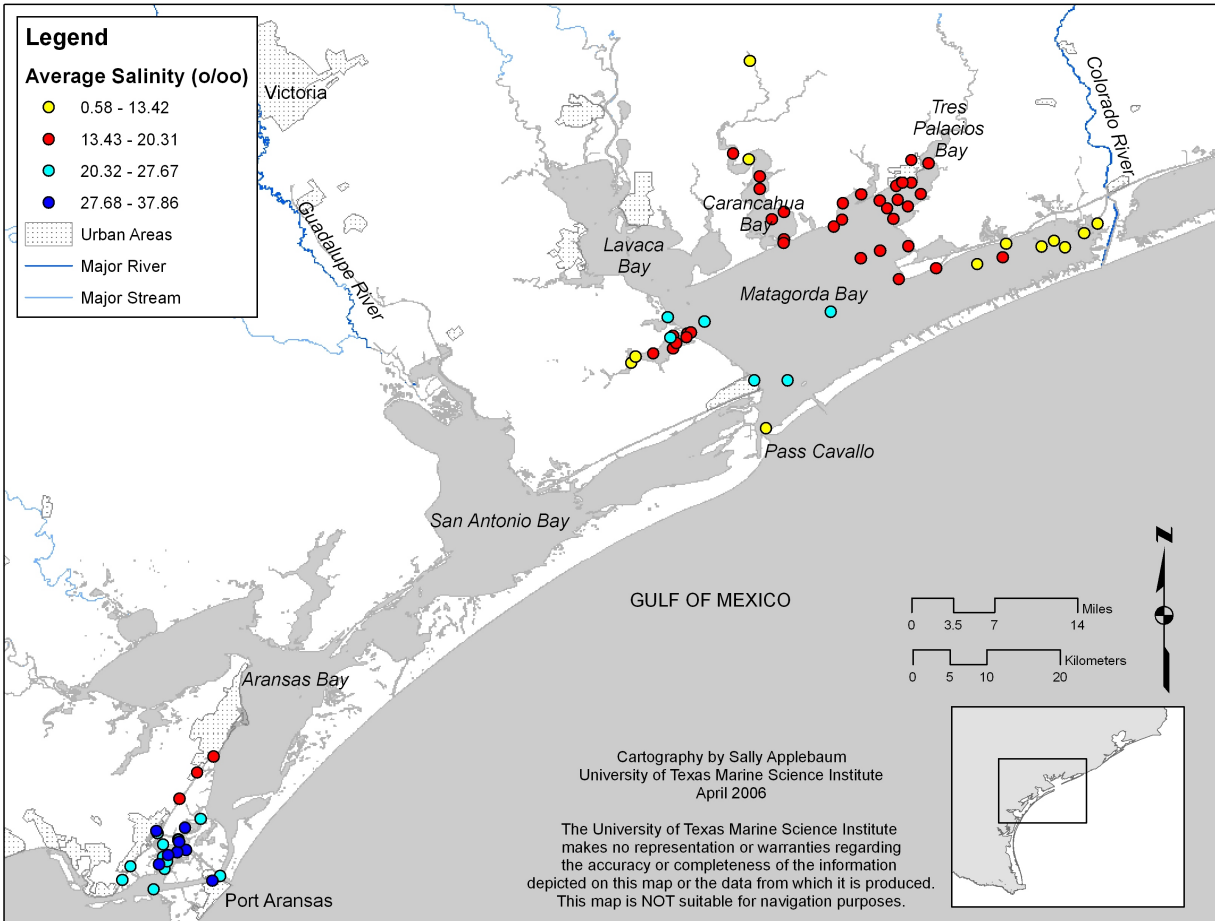 Legend
Average Salinity (o/oo)
0.58 - 13.42
13.43 - 20.31
20.32 - 27.67
27.68 - 37.86
Urban Areas
Major River
Major Stream
Victoria
Guadalupe River
Lavaca
Bay
Carancahua
Bay
Tres
Palacios
Bay
Colorado River
Matagorda Bay
Pass Cavallo
San Antonio Bay
GULF OF MEXICO
Aransas Bay
Port Aransas
Miles
0 3.5 7 14
Kilometers
0 5 10 20
N
Cartography by Sally Applebaum
University of Texas Marine Science Institute
April 2006
The University of Texas Marine Science Institute
makes no representation or warranties regarding
the accuracy or completeness of the information
depicted on this map or the data from which it is produced.
This map is NOT suitable for navigation purposes.